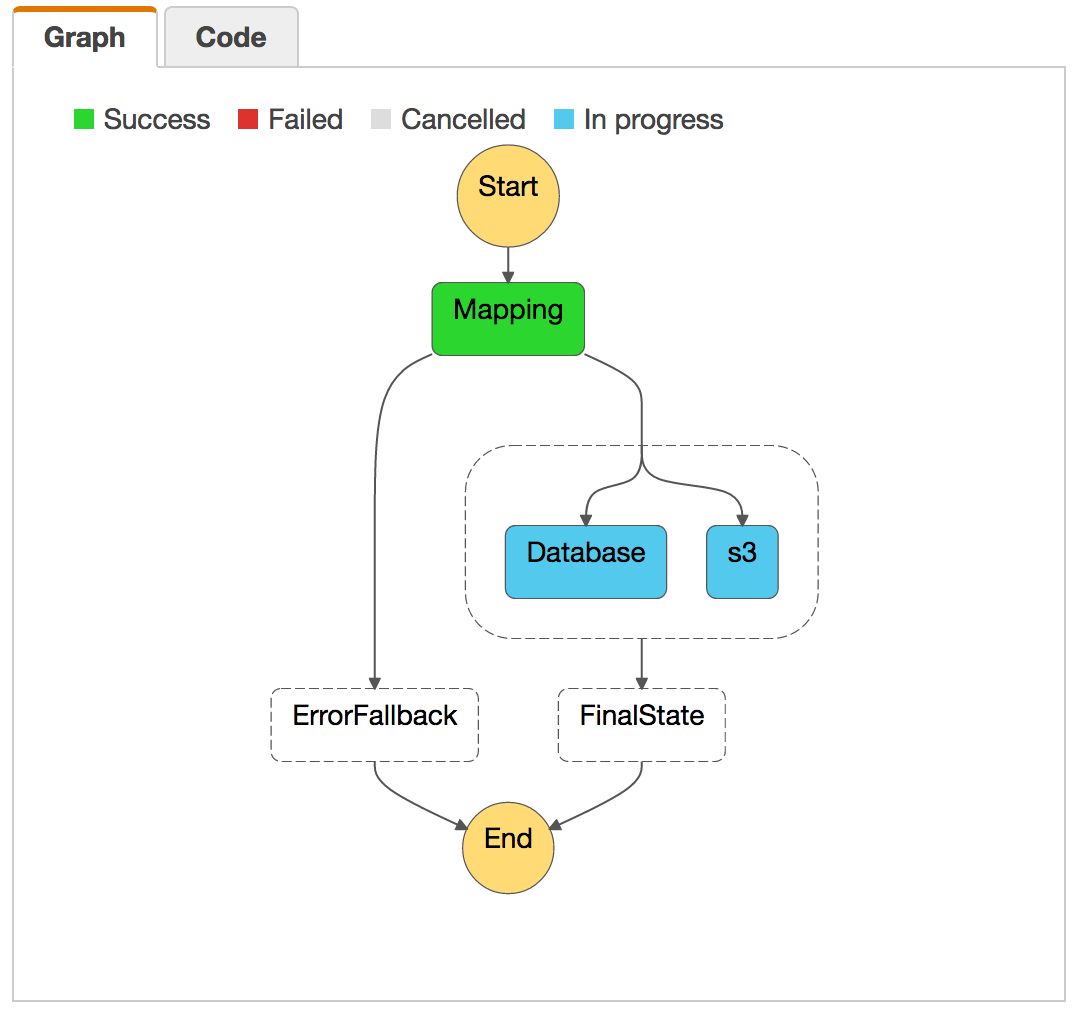 Graph Code
Success Failed Cancelled In progress
Start
Mapping
Database s3
ErrorFallback FinalState
End